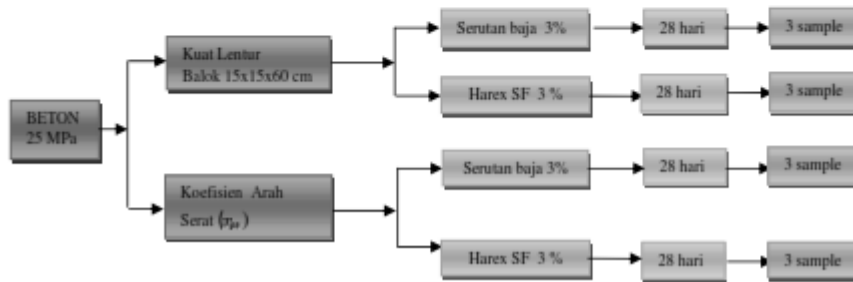 BETON
25 MPa
Kuat Lentur
Balok 15x15x60 cm
Serutan baja 3%
28 hari
3 sample
Harex SF 3 %
28 hari
3 sample
Koefisien Arah
Serat
Serutan baja 3%
28 hari
3 sample
Harex SF 3 %
28 hari
3 sample